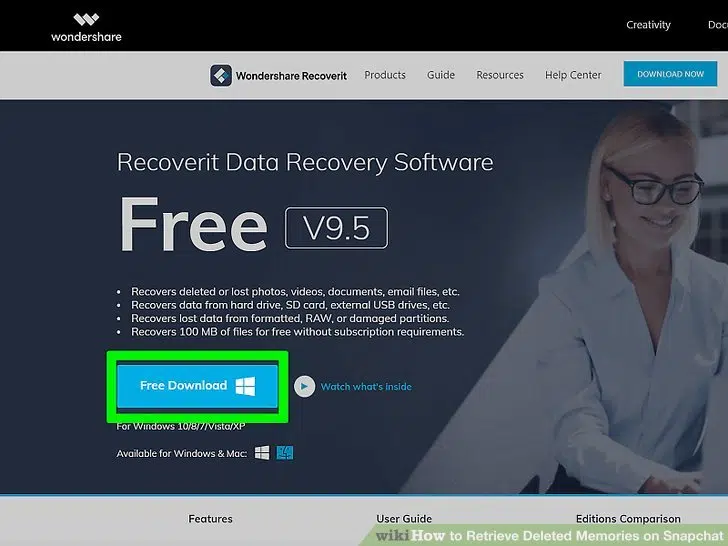 wondershare
Creativity
Wondershare Recoverit
Products
Guide
Resources
Help Center
DOWNLOAD NOW
Recoverit Data Recovery Software
Free
V9.5
• Recovers deleted or lost photos, videos, documents, email files, etc.
• Recovers data from hard drive, SD card, external USB drives, etc.
• Recovers lost data from formatted, RAW, or damaged partitions.
• Recovers 100 MB of files for free without subscription requirements.
Free Download
Watch what's inside
For Windows 10/8/7/Vista/XP
Available for Windows & Mac:
Features
User Guide
Editions Comparison
wikiHow to Retrieve Deleted Memories on Snapchat